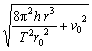 √(8π²hr³/T²r₀² + v₀²)